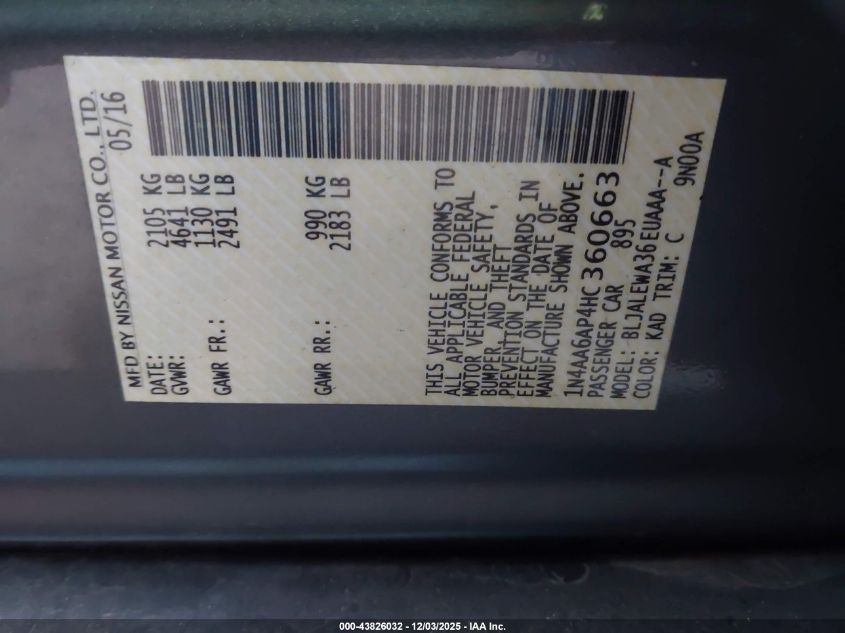 MFD BY NISSAN MOTOR CO., LTD.
DATE: 05/16
GVWR: 2105 KG
4641 LB
GAWR FR.: 1130 KG
2491 LB
GAWR RR.: 990 KG
2183 LB
THIS VEHICLE CONFORMS TO
ALL APPLICABLE FEDERAL
MOTOR VEHICLE SAFETY,
BUMPER, AND THEFT
PREVENTION STANDARDS IN
EFFECT ON THE DATE OF
MANUFACTURE SHOWN ABOVE.
1N4AA6AP4HC360663
PASSENGER CAR 895
MODEL: BLJALEWA36EUAAA--A
COLOR: KAD TRIM: C 9N00A
000-43826032 - 12/03/2025 - IAA Inc.